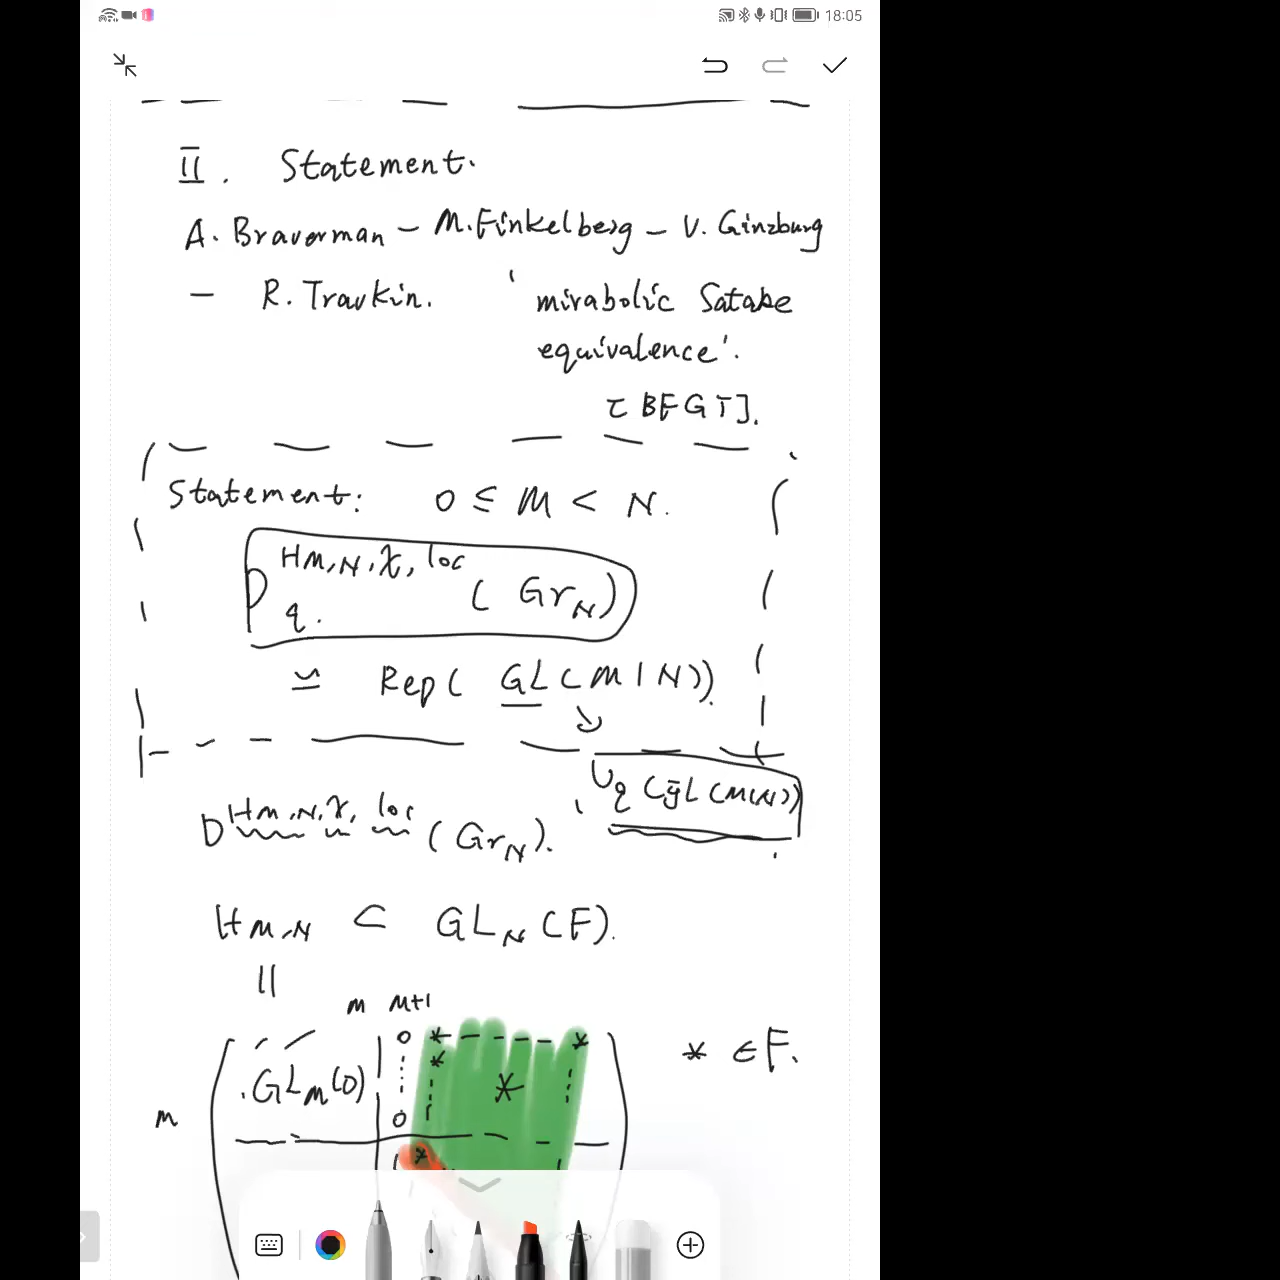 18:05
II. Statement.
A. Braverman – M. Finkelberg – V. Ginzburg
– R. Travkin. 'mirabolic Satake
equivalence'.
[BFGT].
Statement: 0 ≤ M < N.
D_q^{H_{M,N}, χ, loc} (Gr_N)
≃ Rep( GL(M|N)).
U_q(gl(M|N))
D^{H_{M,N}, χ, loc} (Gr_N).
H_{M,N} ⊂ GL_N(F).
||
M M+1
0 * – – – – *
* ∈ F.
*
GL_M(O) *
M 0
*